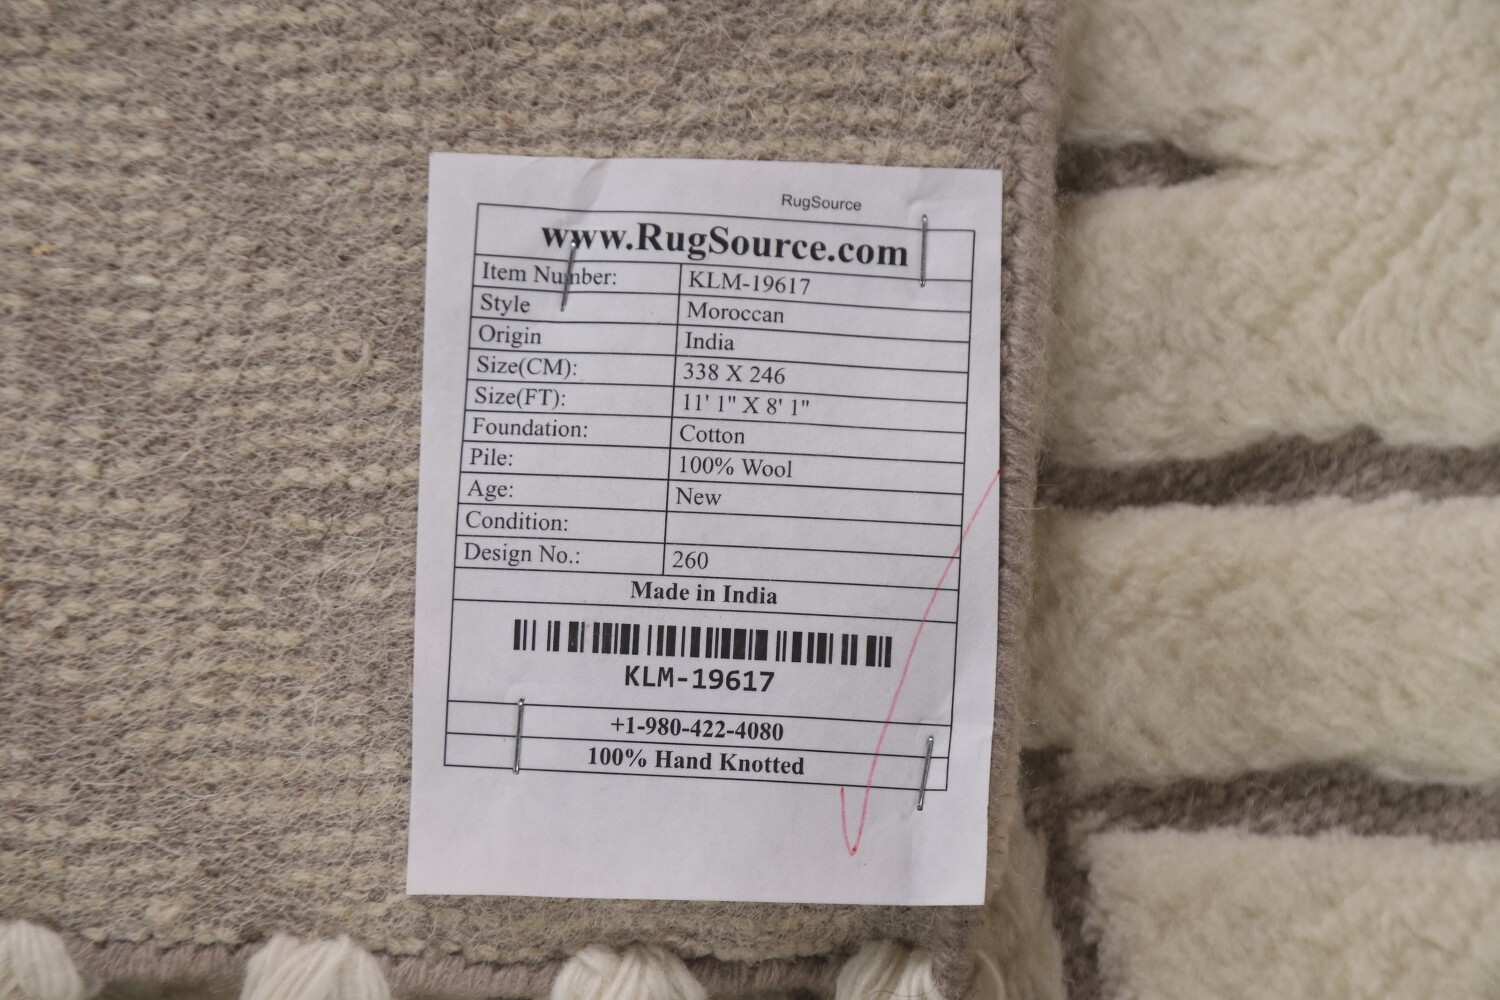 RugSource
www.RugSource.com
Item Number: KLM-19617
Style Moroccan
Origin India
Size(CM): 338 X 246
Size(FT): 11' 1" X 8' 1"
Foundation: Cotton
Pile: 100% Wool
Age: New
Condition:
Design No.: 260
Made in India
KLM-19617
+1-980-422-4080
100% Hand Knotted